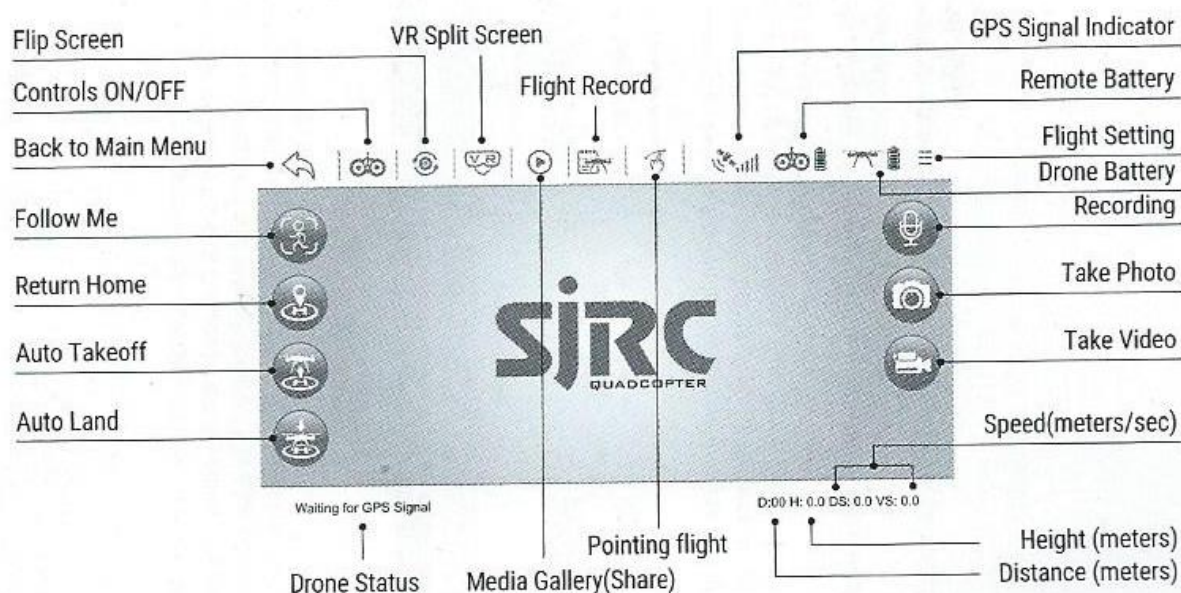 Flip Screen
VR Split Screen
GPS Signal Indicator
Controls ON/OFF
Flight Record
Remote Battery
Back to Main Menu
Flight Setting
Drone Battery
VR
Follow Me
Recording
Return Home
Take Photo
Auto Takeoff
Take Video
SJRC
QUADCOPTER
Auto Land
Speed(meters/sec)
Waiting for GPS Signal
D:00 H: 0.0 DS: 0.0 VS: 0.0
Pointing flight
Height (meters)
Drone Status
Media Gallery(Share)
Distance (meters)